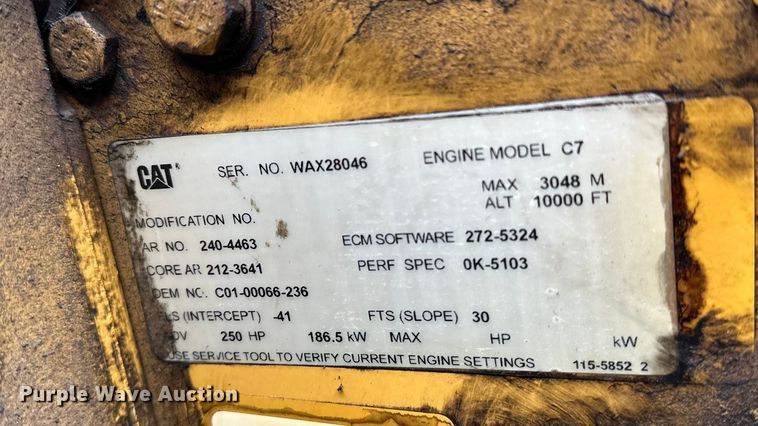 CAT SER. NO. WAX28046 ENGINE MODEL C7
MAX 3048 M
ALT 10000 FT
MODIFICATION NO.
AR NO. 240-4463 ECM SOFTWARE 272-5324
CORE AR 212-3641 PERF SPEC 0K-5103
OEM NO. C01-00066-236
FLS (INTERCEPT) -41 FTS (SLOPE) 30
250 HP 186.5 kW MAX HP kW
USE SERVICE TOOL TO VERIFY CURRENT ENGINE SETTINGS 115-5852 2
Purple Wave Auction